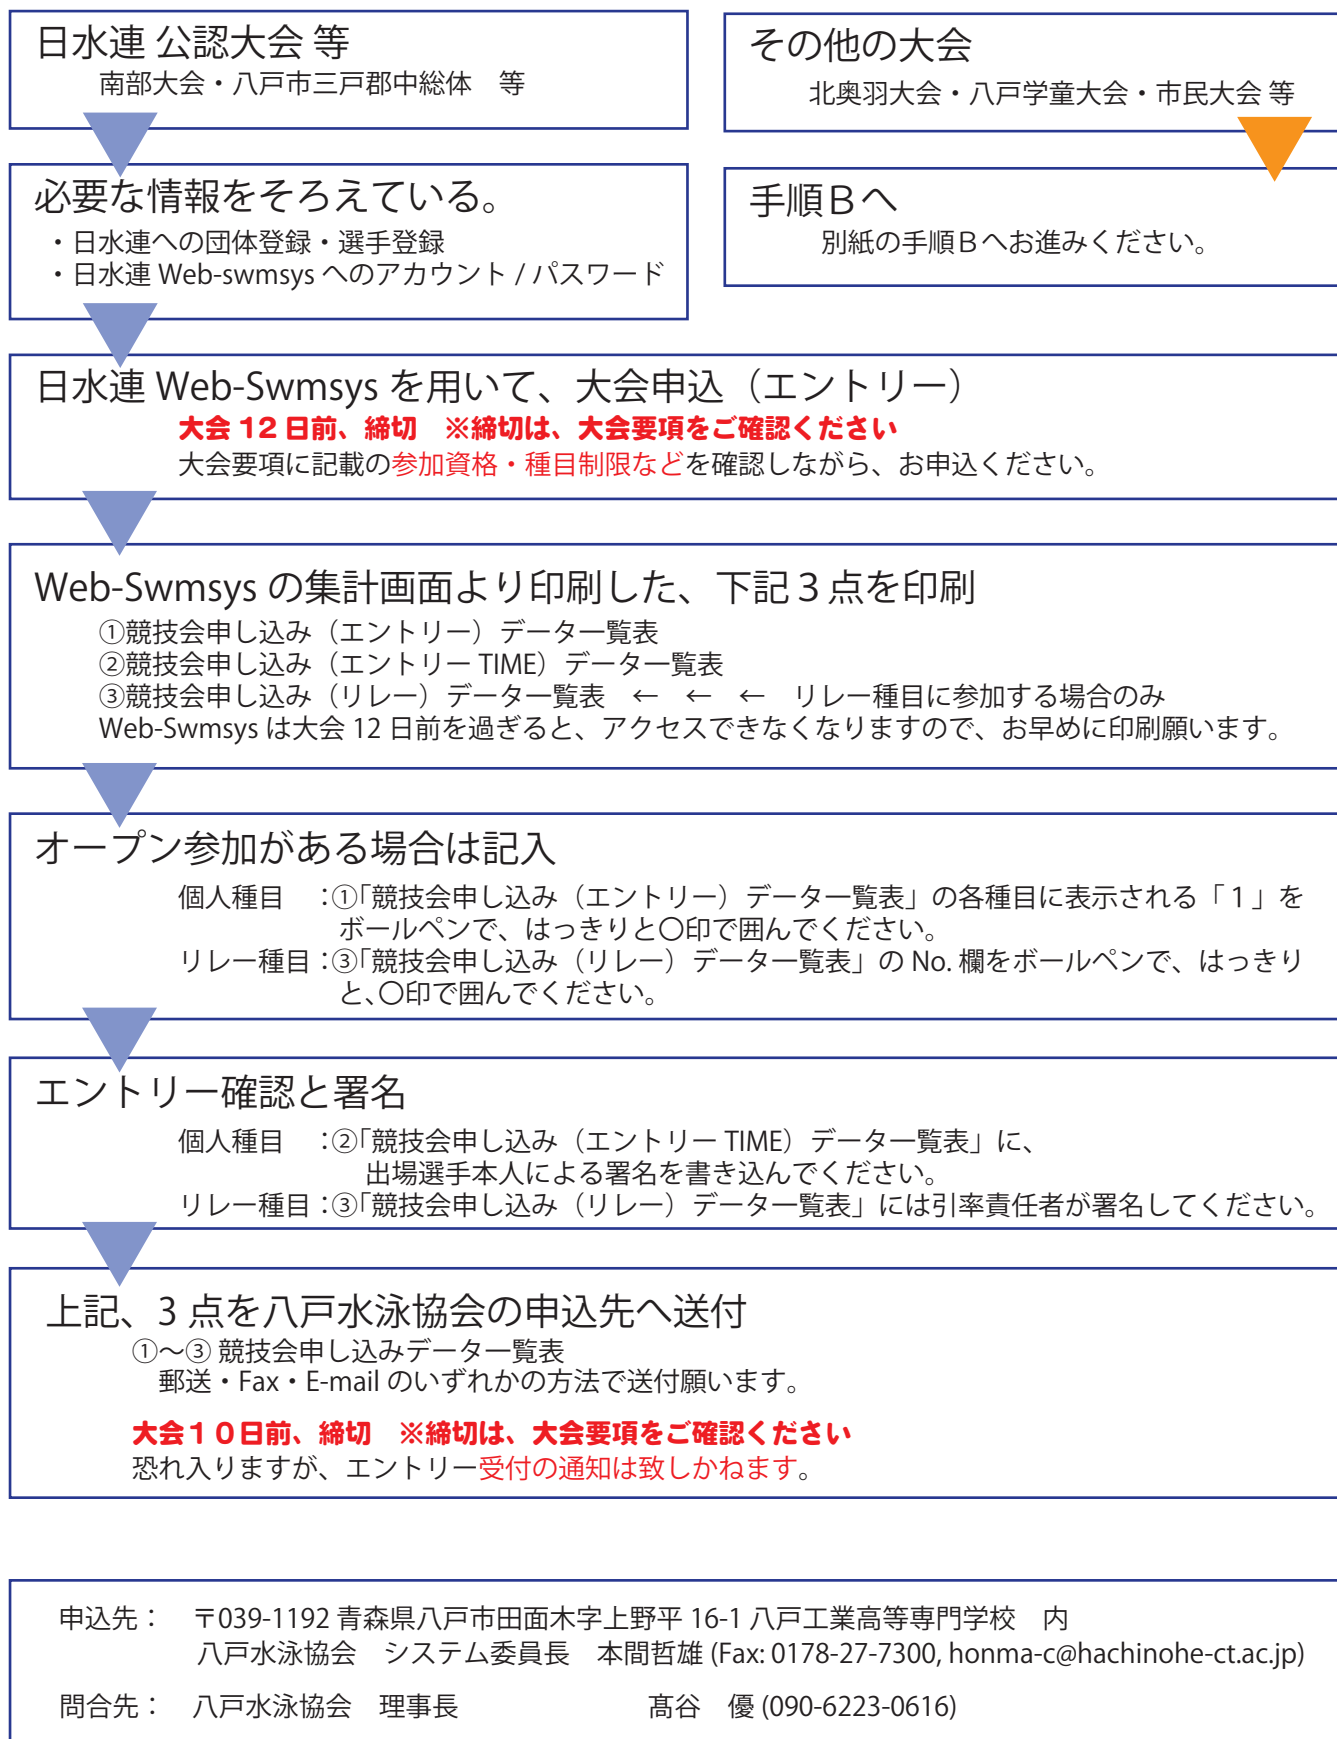 日水連 公認大会 等
南部大会・八戸市三戸郡中総体　等
その他の大会
北奥羽大会・八戸学童大会・市民大会 等
必要な情報をそろえている。
・日水連への団体登録・選手登録
・日水連 Web-swmsys へのアカウント / パスワード
手順Ｂへ
別紙の手順Ｂへお進みください。
日水連 Web-Swmsys を用いて、大会申込（エントリー）
大会 12 日前、締切　※締切は、大会要項をご確認ください
大会要項に記載の参加資格・種目制限などを確認しながら、お申込ください。
Web-Swmsys の集計画面より印刷した、下記３点を印刷
①競技会申し込み（エントリー）データ一覧表
②競技会申し込み（エントリー TIME）データ一覧表
③競技会申し込み（リレー）データ一覧表　←　←　←　リレー種目に参加する場合のみ
Web-Swmsys は大会 12 日前を過ぎると、アクセスできなくなりますので、お早めに印刷願います。
オープン参加がある場合は記入
個人種目　：①「競技会申し込み（エントリー）データ一覧表」の各種目に表示される「１」を
ボールペンで、はっきりと〇印で囲んでください。
リレー種目：③「競技会申し込み（リレー）データ一覧表」の No. 欄をボールペンで、はっきり
と、〇印で囲んでください。
エントリー確認と署名
個人種目　：②「競技会申し込み（エントリー TIME）データ一覧表」に、
出場選手本人による署名を書き込んでください。
リレー種目：③「競技会申し込み（リレー）データ一覧表」には引率責任者が署名してください。
上記、3 点を八戸水泳協会の申込先へ送付
①～③ 競技会申し込みデータ一覧表
郵送・Fax・E-mail のいずれかの方法で送付願います。
大会１０日前、締切　※締切は、大会要項をご確認ください
恐れ入りますが、エントリー受付の通知は致しかねます。
申込先：　〒039-1192 青森県八戸市田面木字上野平 16-1 八戸工業高等専門学校　内
八戸水泳協会　システム委員長　本間哲雄 (Fax: 0178-27-7300, honma-c@hachinohe-ct.ac.jp)
問合先：　八戸水泳協会　理事長　髙谷　優 (090-6223-0616)